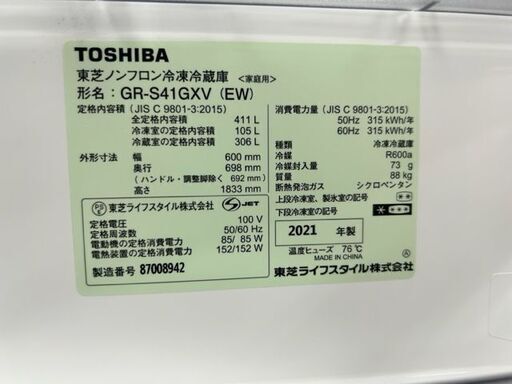 TOSHIBA
東芝ノンフロン冷凍冷蔵庫 <家庭用>
形名：GR-S41GXV (EW)
定格内容積 (JIS C 9801-3:2015)
全定格内容積 411 L
冷凍室の定格内容積 105 L
冷蔵室の定格内容積 306 L
外形寸法 幅 600 mm
奥行 698 mm
(ハンドル・調整脚除く 692 mm)
高さ 1833 mm
PSE 東芝ライフスタイル株式会社 S-JET
定格電圧 100 V
定格周波数 50/60 Hz
電動機の定格消費電力 85/ 85 W
電熱装置の定格消費電力 152/152 W
製造番号 87008942
消費電力量 (JIS C 9801-3:2015)
50Hz 315 kWh/年
60Hz 315 kWh/年
種類 冷凍冷蔵庫
冷媒 R600a
冷媒封入量 73 g
質量 88 kg
断熱発泡ガス シクロペンタン
上段冷凍室、製氷室の記号 **
下段冷凍室の記号 * ***
2021 年製
温度ヒューズ 76℃
MADE IN CHINA
A
東芝ライフスタイル株式会社